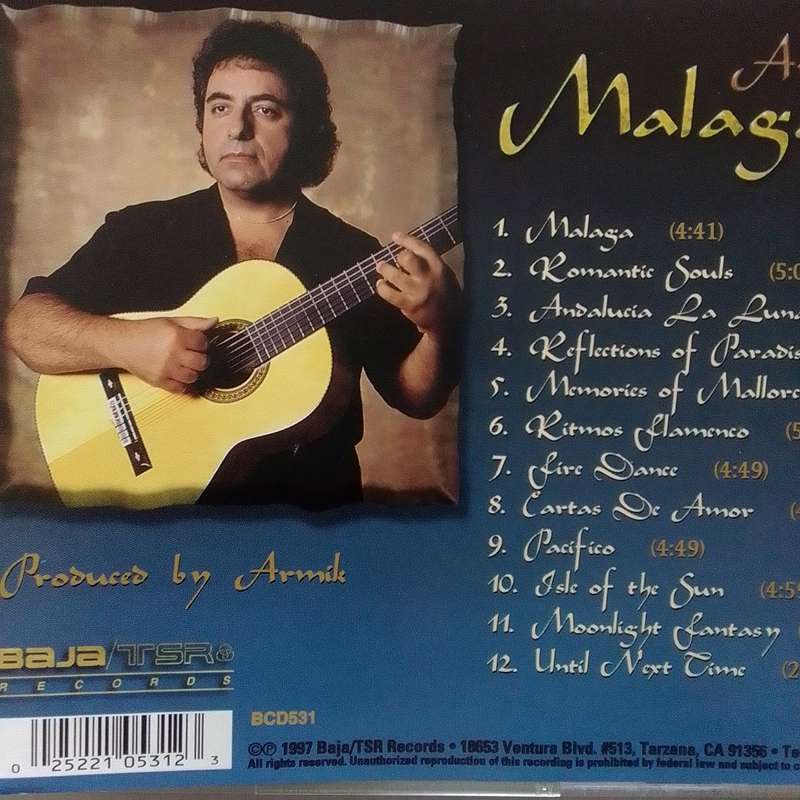 Malaga
1. Malaga (4:41)
2. Romantic Souls
3. Andalucia La Luna
4. Reflections of Paradis
5. Memories of Mallorc
6. Ritmos Flamenco
7. Fire Dance (4:49)
8. Cartas De Amor
9. Pacifico (4:49)
10. Isle of the Sun
11. Moonlight Fantasy
12. Until Next Time
Produced by Armik
BAJA/TSR
RECORDS
BCD531
0 25221 05312 3
©℗ 1997 Baja/TSR Records • 18653 Ventura Blvd. #513, Tarzana, CA 91356 •
All rights reserved. Unauthorized reproduction of this recording is prohibited by federal law and subject to